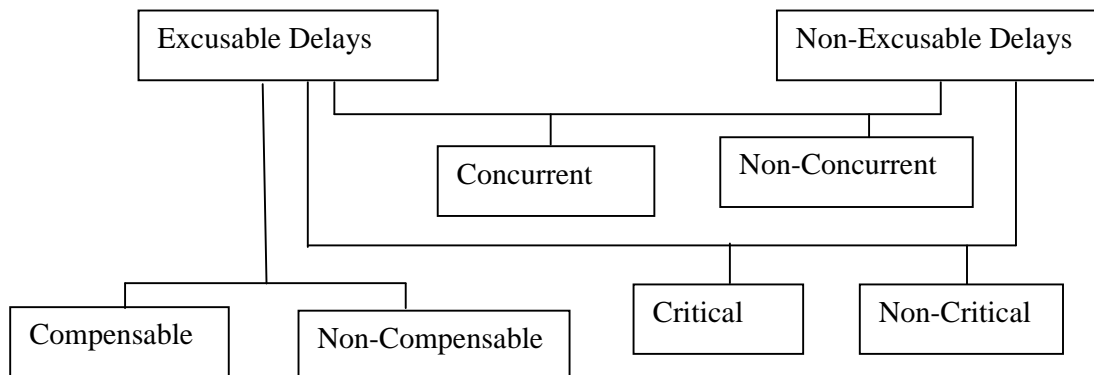 Excusable Delays
Non-Excusable Delays
Concurrent
Non-Concurrent
Critical
Non-Critical
Compensable
Non-Compensable